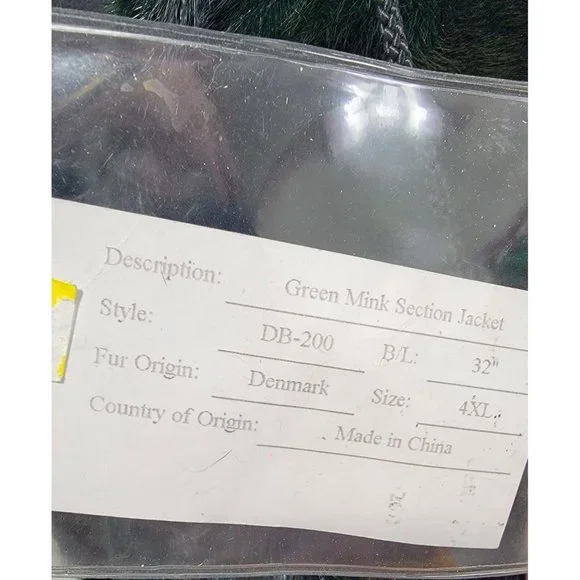 Description: Green Mink Section Jacket
Style: DB-200 B/L: 32"
Fur Origin: Denmark Size: 4XL
Country of Origin: Made in China